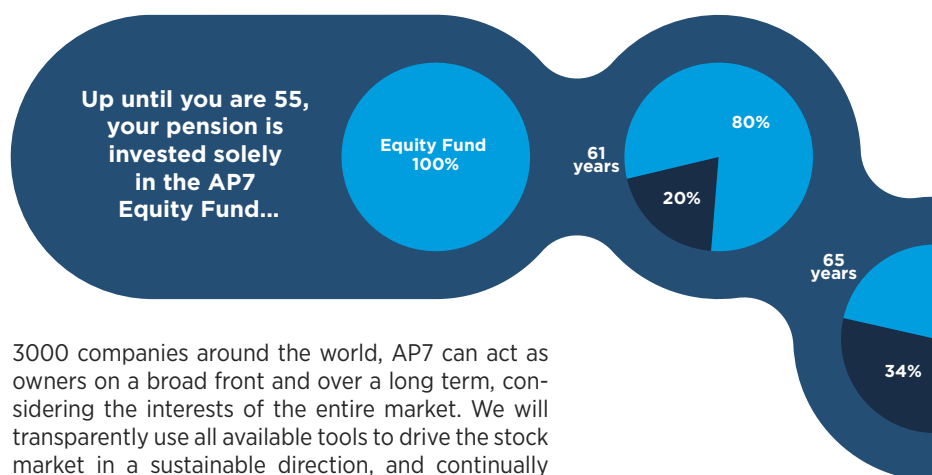 Up until you are 55,
your pension is
invested solely
in the AP7
Equity Fund...
Equity Fund
100%
61
years
80%
20%
65
years
34%
3000 companies around the world, AP7 can act as
owners on a broad front and over a long term, con-
sidering the interests of the entire market. We will
transparently use all available tools to drive the stock
market in a sustainable direction, and continually